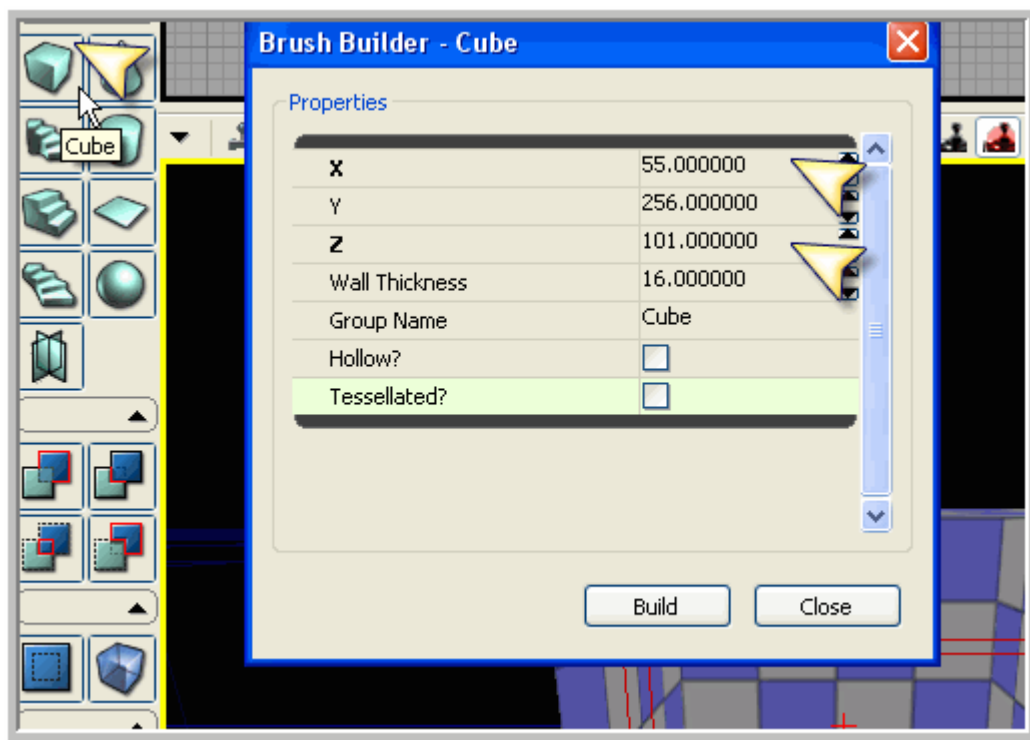 Brush Builder - Cube
Properties
X 55.000000
Y 256.000000
Z 101.000000
Wall Thickness 16.000000
Group Name Cube
Hollow?
Tessellated?
Build Close
Cube